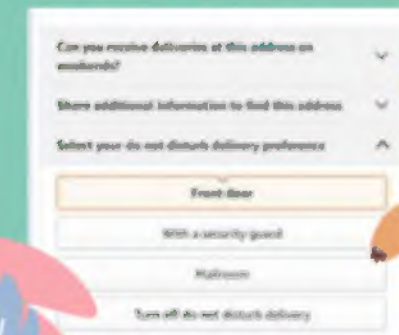 Can you receive deliveries at this address on
weekends?
Share additional information to find this address
Select your do not disturb delivery preference
Front door
With a security guard
Mailroom
Turn off do not disturb delivery